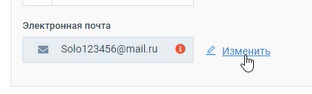 Электронная почта
Solo123456@mail.ru
Изменить